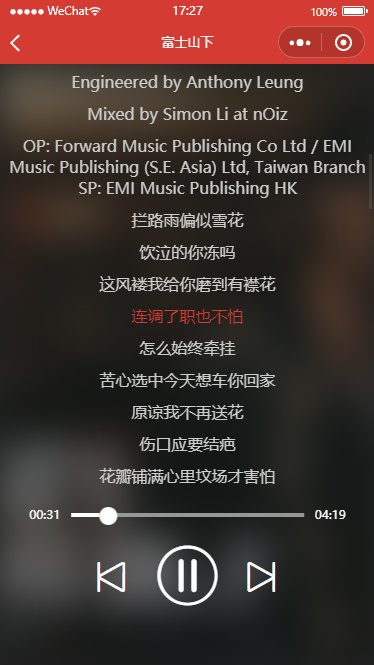 WeChat
17:27
100%
富士山下
Engineered by Anthony Leung
Mixed by Simon Li at nOiz
OP: Forward Music Publishing Co Ltd / EMI
Music Publishing (S.E. Asia) Ltd, Taiwan Branch
SP: EMI Music Publishing HK
拦路雨偏似雪花
饮泣的你冻吗
这风褛我给你磨到有襟花
连调了职也不怕
怎么始终牵挂
苦心选中今天想车你回家
原谅我不再送花
伤口应要结疤
花瓣铺满心里坟场才害怕
00:31
04:19